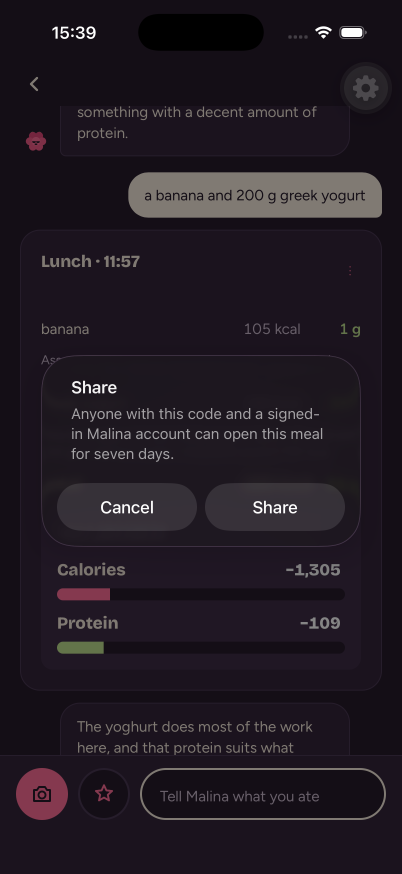 15:39
something with a decent amount of
protein.
a banana and 200 g greek yogurt
Lunch · 11:57
banana 105 kcal 1 g
Share
Anyone with this code and a signed-
in Malina account can open this meal
for seven days.
Cancel Share
Calories −1,305
Protein −109
The yoghurt does most of the work
here, and that protein suits what
Tell Malina what you ate